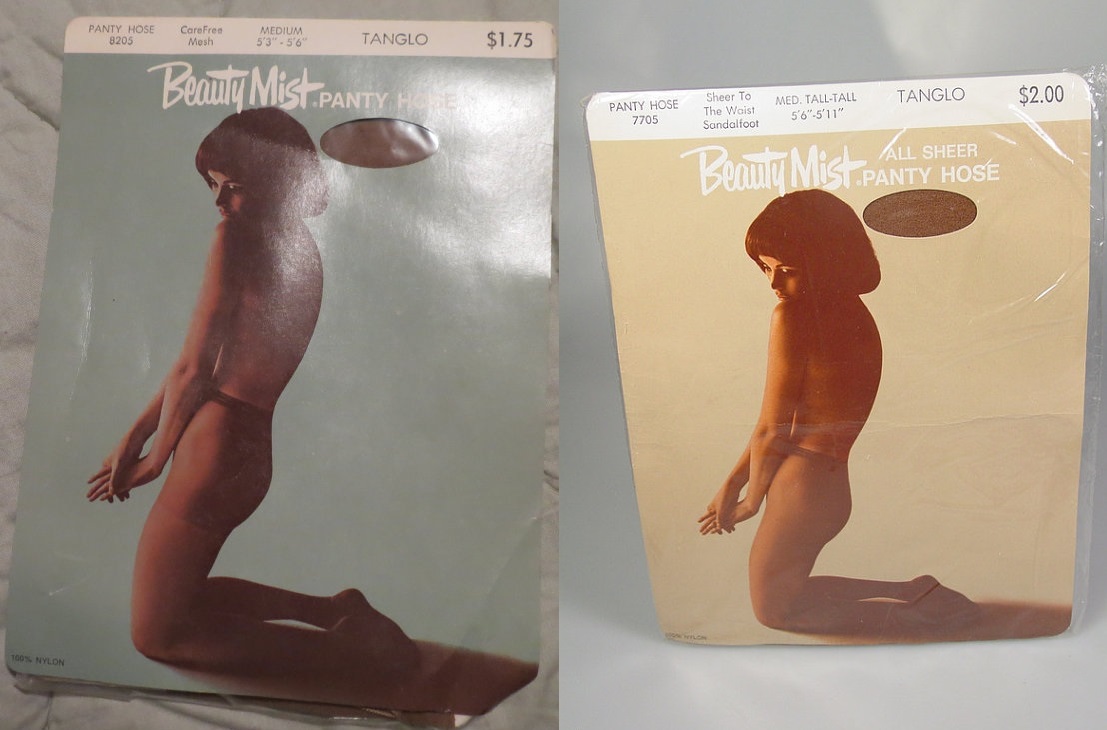 PANTY HOSE
8205
CareFree
Mesh
MEDIUM
5'3" - 5'6"
TANGLO
$1.75
Beauty Mist. PANTY HOSE
100% NYLON
PANTY HOSE
7705
Sheer To
The Waist
Sandalfoot
MED. TALL-TALL
5'6"-5'11"
TANGLO
$2.00
ALL SHEER
Beauty Mist. PANTY HOSE
100% NYLON